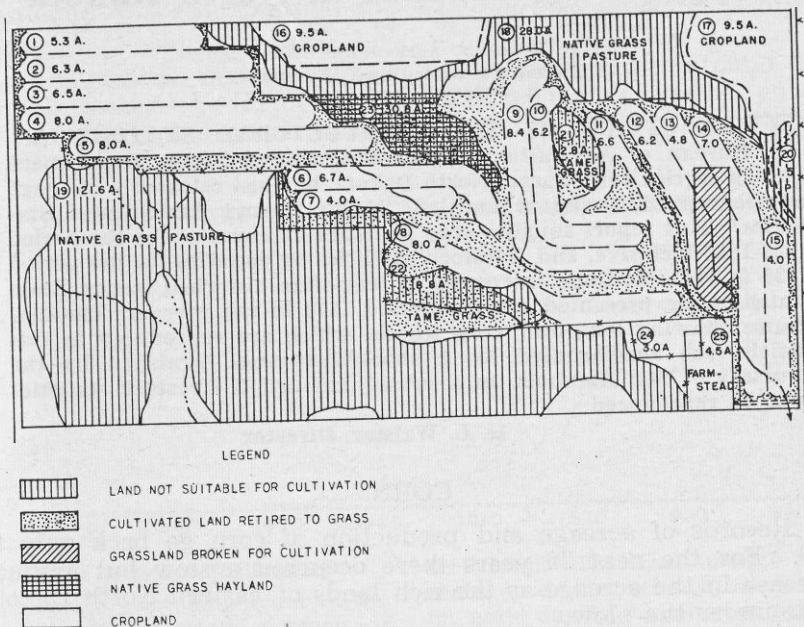 ① 5.3 A.
② 6.3 A.
③ 6.5 A.
④ 8.0 A.
⑤ 8.0 A.
⑯ 9.5 A.
CROPLAND
⑱ 28.0 A.
NATIVE GRASS
PASTURE
⑰ 9.5 A.
CROPLAND
23 10.8 A.
⑨
8.4
⑩
6.2
21
2.8 A.
TAME
GRASS
⑪
6.6
⑫
6.2
⑬
4.8
⑭
7.0
⑳
5
P
⑮
4.0
⑥ 6.7 A.
⑦ 4.0 A.
⑲ 121.6 A.
NATIVE GRASS PASTURE
⑧
8.0 A.
22
8.8 A.
TAME GRASS
24
3.0 A.
25
4.5 A.
FARM-
STEAD
LEGEND
LAND NOT SUITABLE FOR CULTIVATION
CULTIVATED LAND RETIRED TO GRASS
GRASSLAND BROKEN FOR CULTIVATION
NATIVE GRASS HAYLAND
CROPLAND